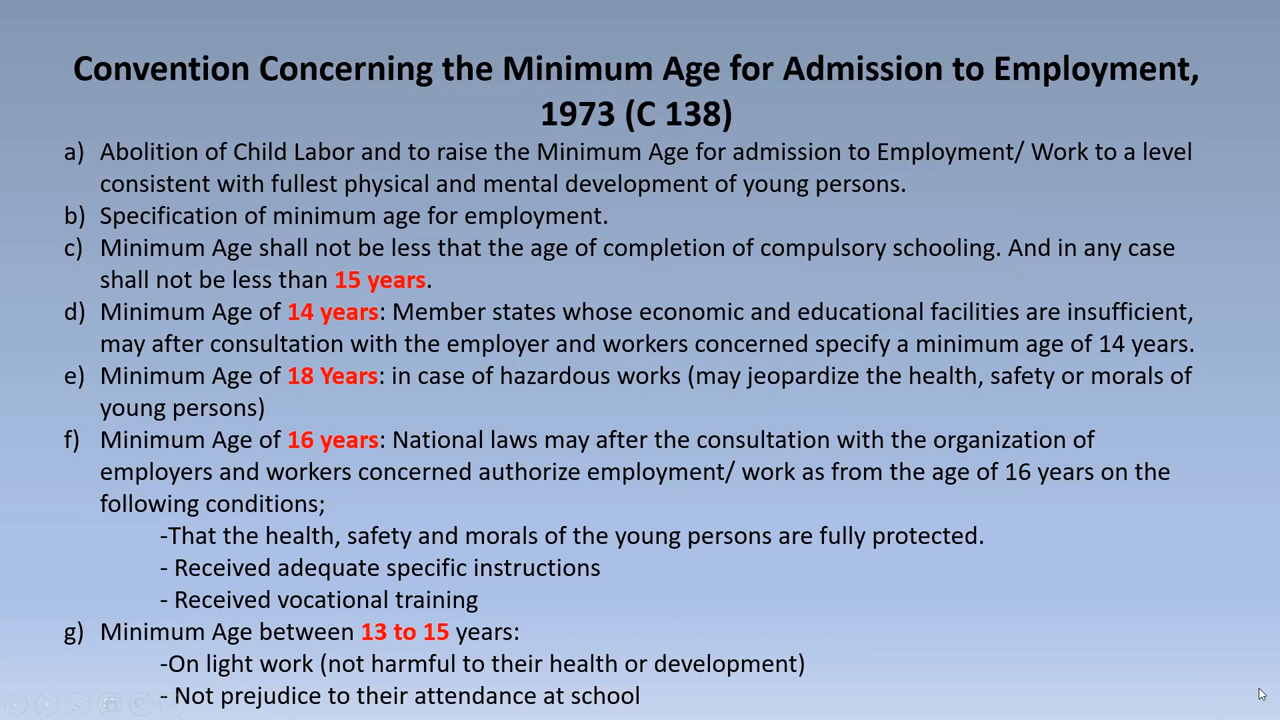 Convention Concerning the Minimum Age for Admission to Employment,
1973 (C 138)
a) Abolition of Child Labor and to raise the Minimum Age for admission to Employment/ Work to a level
consistent with fullest physical and mental development of young persons.
b) Specification of minimum age for employment.
c) Minimum Age shall not be less that the age of completion of compulsory schooling. And in any case
shall not be less than 15 years.
d) Minimum Age of 14 years: Member states whose economic and educational facilities are insufficient,
may after consultation with the employer and workers concerned specify a minimum age of 14 years.
e) Minimum Age of 18 Years: in case of hazardous works (may jeopardize the health, safety or morals of
young persons)
f) Minimum Age of 16 years: National laws may after the consultation with the organization of
employers and workers concerned authorize employment/ work as from the age of 16 years on the
following conditions;
-That the health, safety and morals of the young persons are fully protected.
- Received adequate specific instructions
- Received vocational training
g) Minimum Age between 13 to 15 years:
-On light work (not harmful to their health or development)
- Not prejudice to their attendance at school